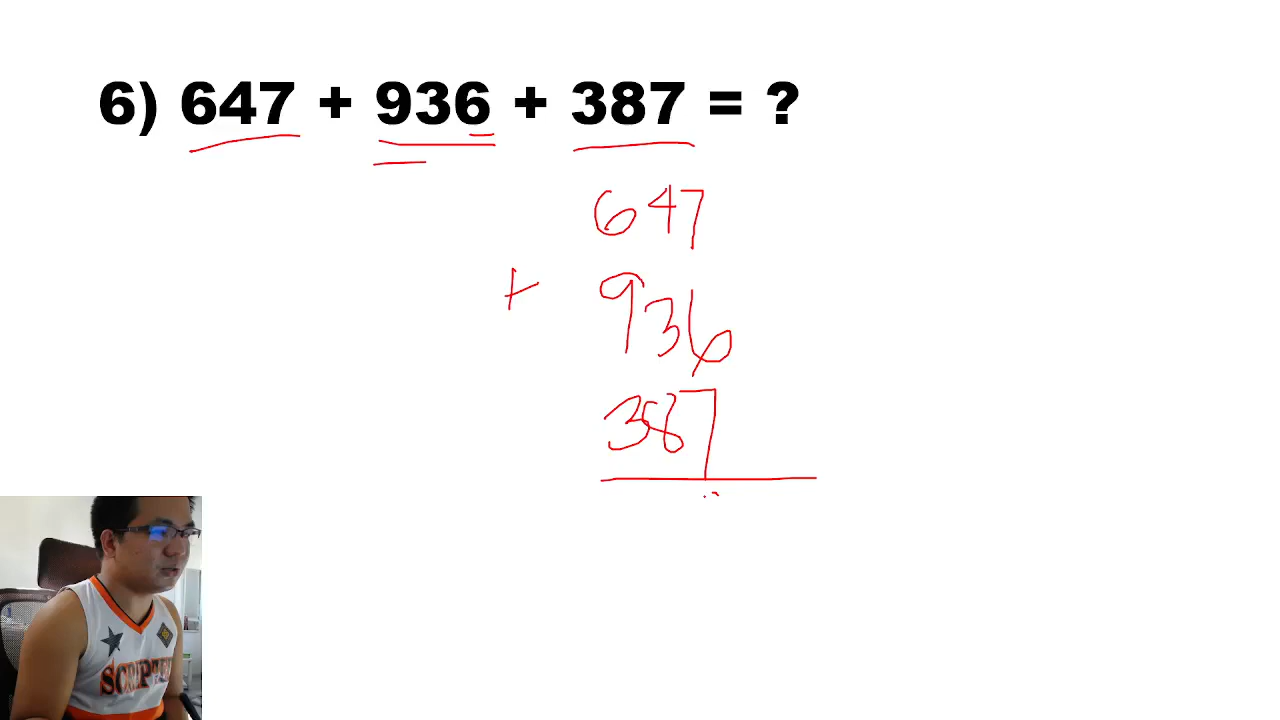 6) 647 + 936 + 387 = ?
647
+ 936
387